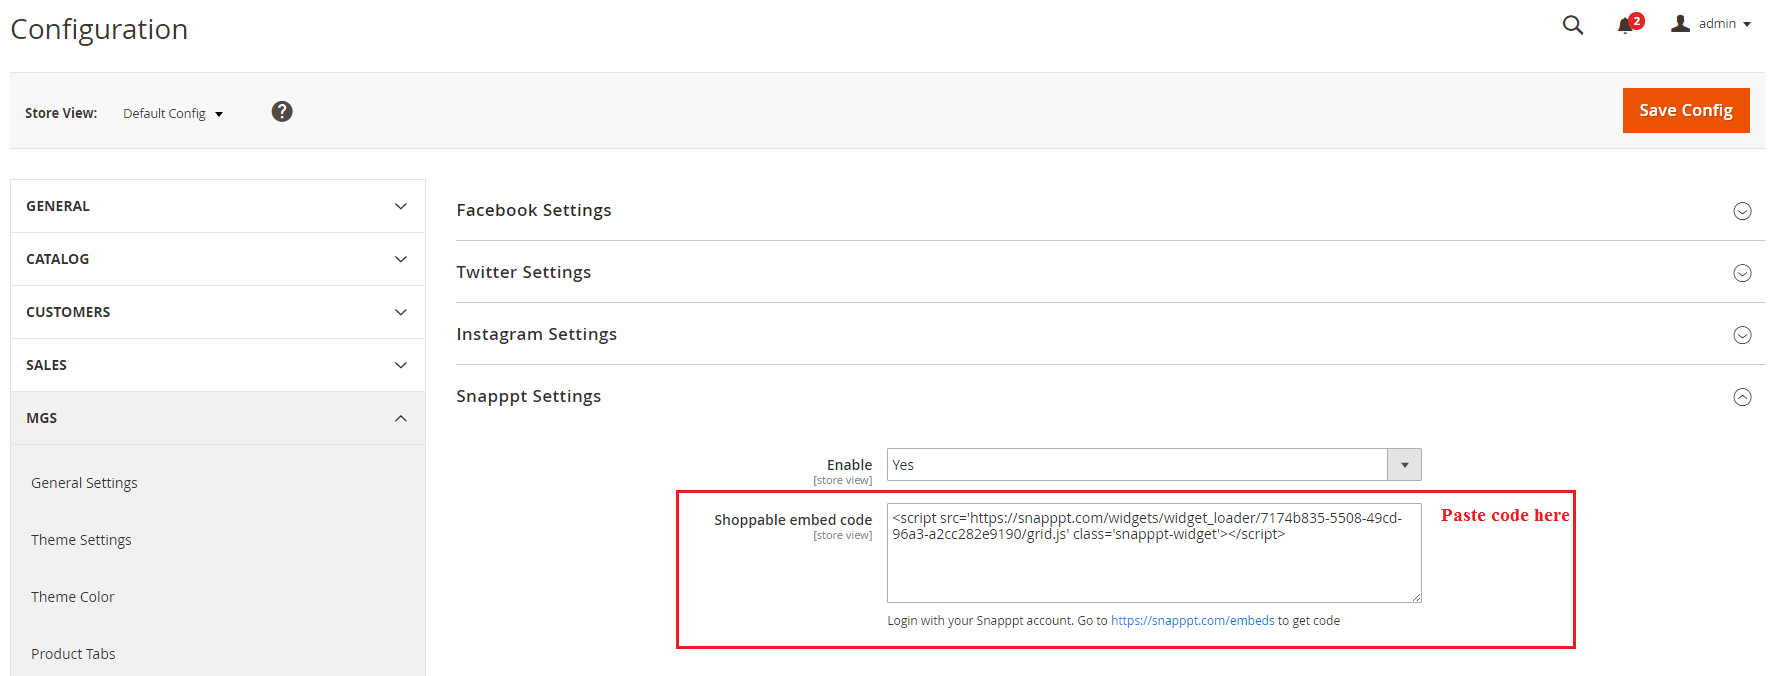 Configuration
2
admin
Store View: Default Config ?
Save Config
GENERAL
CATALOG
CUSTOMERS
SALES
MGS
General Settings
Theme Settings
Theme Color
Product Tabs
Facebook Settings
Twitter Settings
Instagram Settings
Snapppt Settings
Enable
[store view]
Yes
Shoppable embed code
[store view]
<script src='https://snapppt.com/widgets/widget_loader/7174b835-5508-49cd-
96a3-a2cc282e9190/grid.js' class='snapppt-widget'></script>
Paste code here
Login with your Snapppt account. Go to https://snapppt.com/embeds to get code